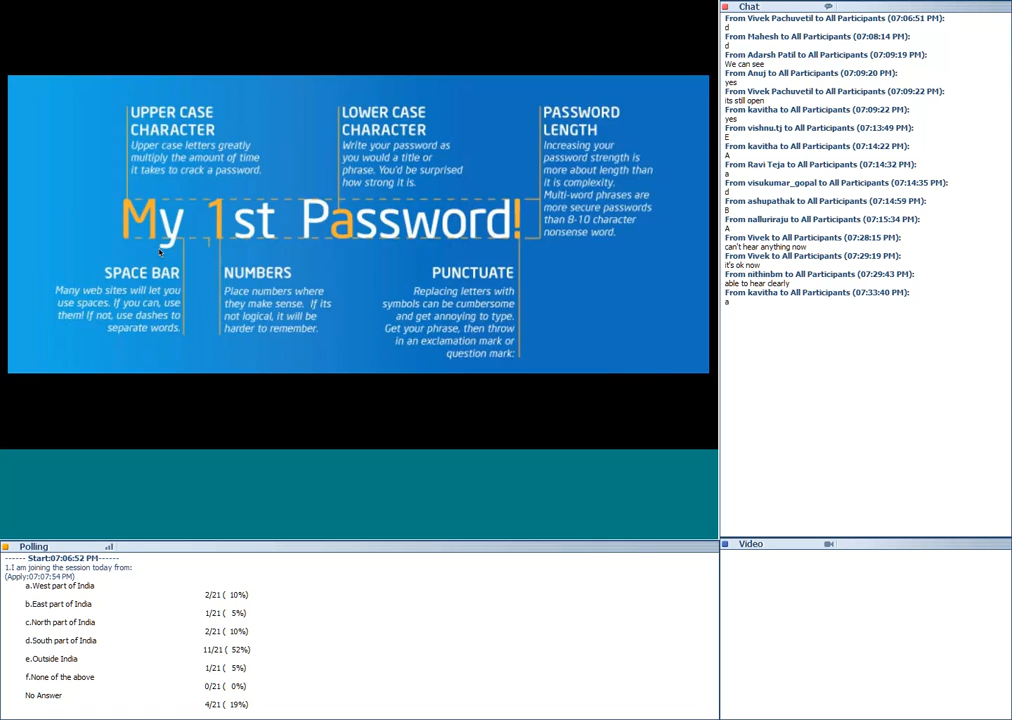 UPPER CASE
CHARACTER
Upper case letters greatly
multiply the amount of time
it takes to crack a password.
LOWER CASE
CHARACTER
Write your password as
you would a title or
phrase. You'd be surprised
how strong it is.
PASSWORD
LENGTH
Increasing your
password strength is
more about length than
it is complexity.
Multi-word phrases are
more secure passwords
than 8-10 character
nonsense word.
My 1st Password!
SPACE BAR
Many web sites will let you
use spaces. If you can, use
them! If not, use dashes to
separate words.
NUMBERS
Place numbers where
they make sense. If its
not logical, it will be
harder to remember.
PUNCTUATE
Replacing letters with
symbols can be cumbersome
and get annoying to type.
Get your phrase, then throw
in an exclamation mark or
question mark:
Chat
From Vivek Pachuvetil to All Participants (07:06:51 PM):
d
From Mahesh to All Participants (07:08:14 PM):
d
From Adarsh Patil to All Participants (07:09:19 PM):
We can see
From Anuj to All Participants (07:09:20 PM):
yes
From Vivek Pachuvetil to All Participants (07:09:22 PM):
its still open
From kavitha to All Participants (07:09:22 PM):
yes
From vishnu.tj to All Participants (07:13:49 PM):
E
From kavitha to All Participants (07:14:22 PM):
A
From Ravi Teja to All Participants (07:14:32 PM):
a
From visukumar_gopal to All Participants (07:14:35 PM):
d
From ashupathak to All Participants (07:14:59 PM):
B
From nalluriraju to All Participants (07:15:34 PM):
A
From Vivek to All Participants (07:28:15 PM):
can't hear anything now
From Vivek to All Participants (07:29:19 PM):
it's ok now
From nithinbm to All Participants (07:29:43 PM):
able to hear clearly
From kavitha to All Participants (07:33:40 PM):
a
Polling
------ Start:07:06:52 PM------
1.I am joining the session today from:
(Apply:07:07:54 PM)
a.West part of India
2/21 ( 10%)
b.East part of India
1/21 ( 5%)
c.North part of India
2/21 ( 10%)
d.South part of India
11/21 ( 52%)
e.Outside India
1/21 ( 5%)
f.None of the above
0/21 ( 0%)
No Answer
4/21 ( 19%)
Video